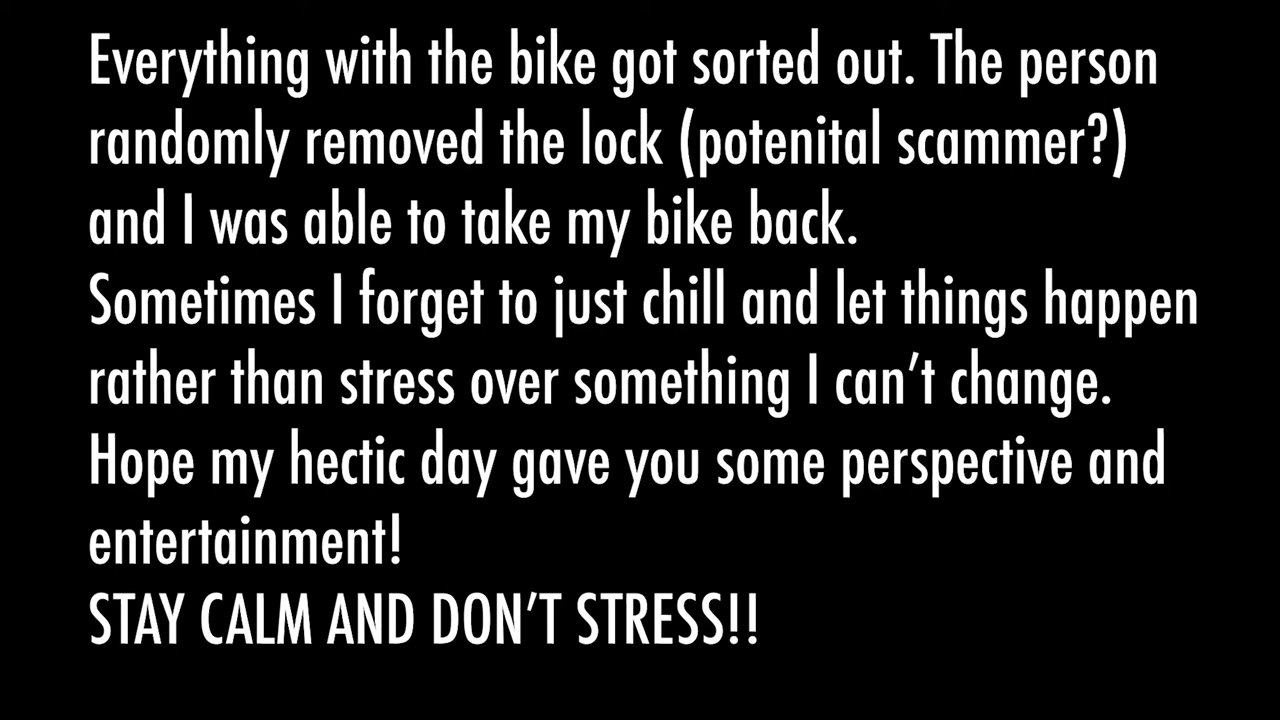 Everything with the bike got sorted out. The person
randomly removed the lock (potenital scammer?)
and I was able to take my bike back.
Sometimes I forget to just chill and let things happen
rather than stress over something I can’t change.
Hope my hectic day gave you some perspective and
entertainment!
STAY CALM AND DON’T STRESS!!